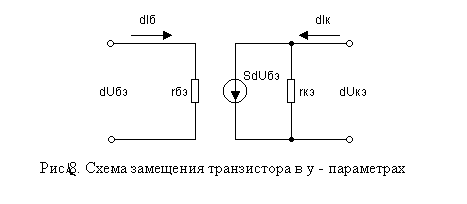 dIб dIк
dUбэ rбэ SdUбэ rкэ dUкэ
Рис.8. Схема замещения транзистора в y - параметрах